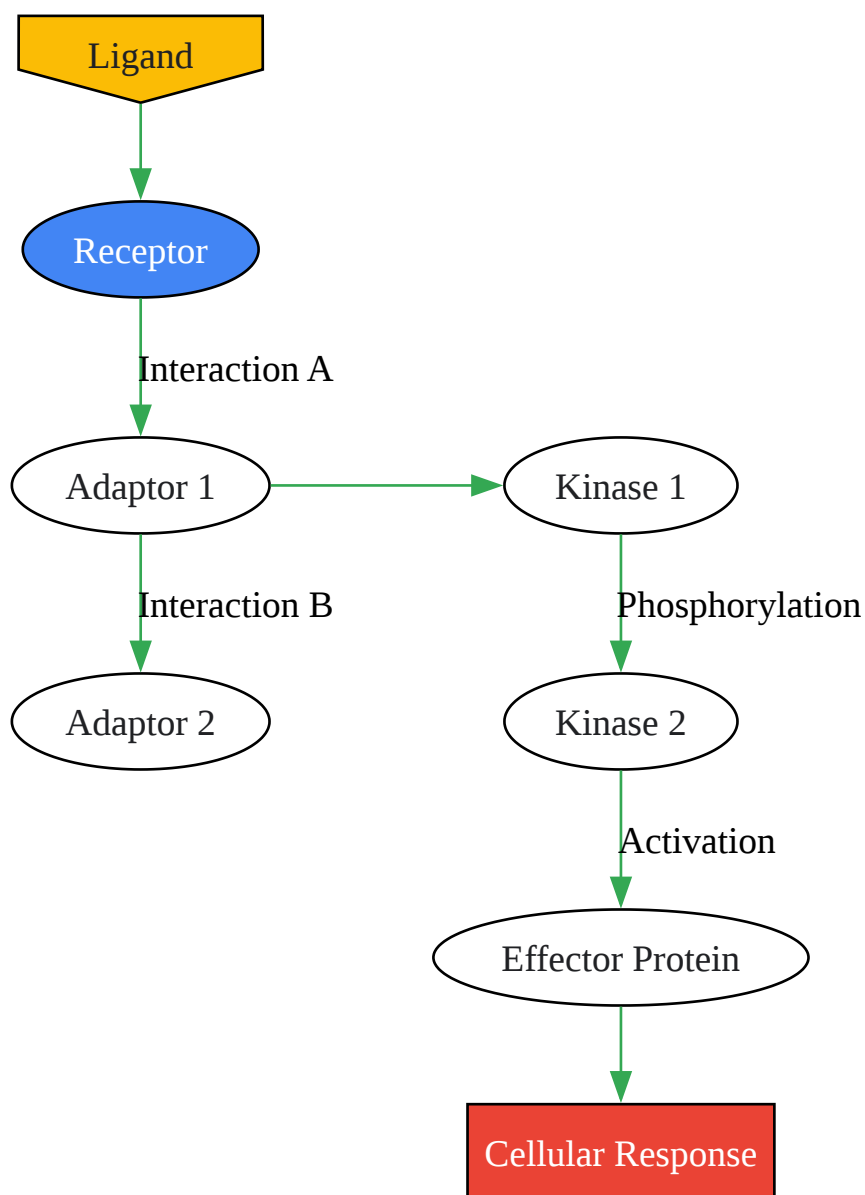 Ligand
Receptor
Interaction A
Adaptor 1
Kinase 1
Interaction B
Phosphorylation
Adaptor 2
Kinase 2
Activation
Effector Protein
Cellular Response